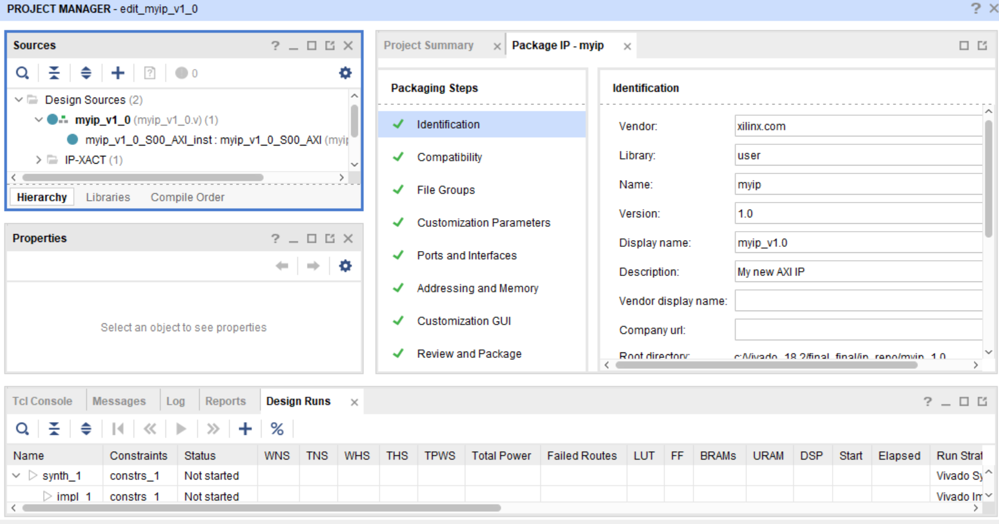 PROJECT MANAGER - edit_myip_v1_0
Sources
0
Design Sources (2)
myip_v1_0 (myip_v1_0.v) (1)
myip_v1_0_S00_AXI_inst : myip_v1_0_S00_AXI (myip
IP-XACT (1)
Hierarchy Libraries Compile Order
Properties
Select an object to see properties
Project Summary Package IP - myip
Packaging Steps
Identification
Compatibility
File Groups
Customization Parameters
Ports and Interfaces
Addressing and Memory
Customization GUI
Review and Package
Identification
Vendor: xilinx.com
Library: user
Name: myip
Version: 1.0
Display name: myip_v1.0
Description: My new AXI IP
Vendor display name:
Company url:
Root directory: c:/Vivado_18.2/final_final/ip_repo/myip_1.0
Tcl Console Messages Log Reports Design Runs
Name Constraints Status WNS TNS WHS THS TPWS Total Power Failed Routes LUT FF BRAMs URAM DSP Start Elapsed Run Strat
synth_1 constrs_1 Not started Vivado Sy
impl_1 constrs_1 Not started Vivado Im